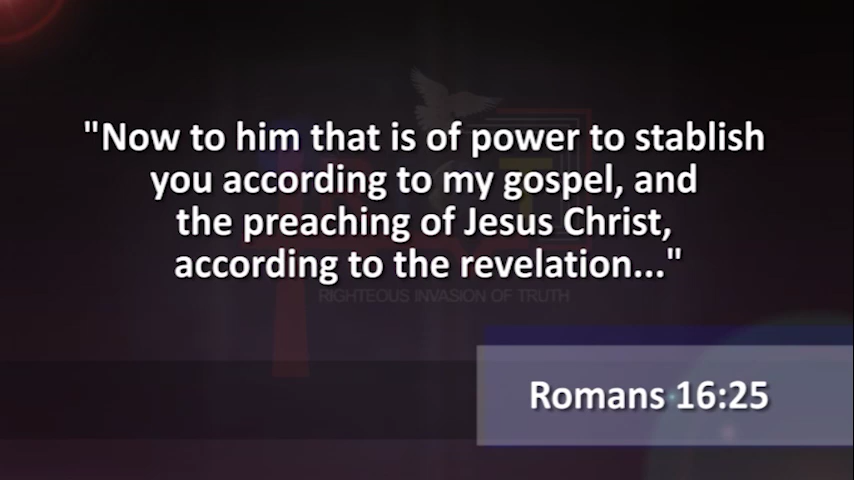 "Now to him that is of power to stablish
you according to my gospel, and
the preaching of Jesus Christ,
according to the revelation..."
RIGHTEOUS INVASION OF TRUTH
Romans 16:25